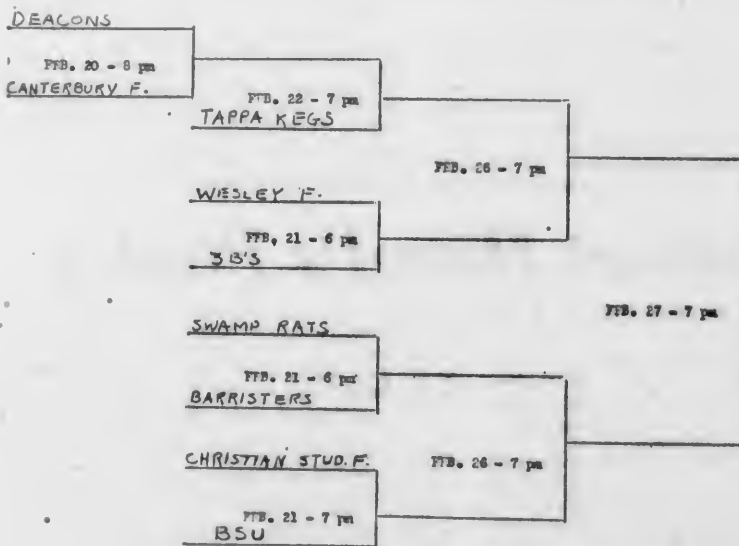 DEACONS
FEB. 20 - 8 pm
CANTERBURY F.
FEB. 22 - 7 pm
TAPPA KEGS
FEB. 26 - 7 pm
WESLEY F.
FEB. 21 - 6 pm
3 B'S
FEB. 27 - 7 pm
SWAMP RATS
FEB. 21 - 6 pm
BARRISTERS
CHRISTIAN STUD. F.
FEB. 26 - 7 pm
FEB. 21 - 7 pm
BSU